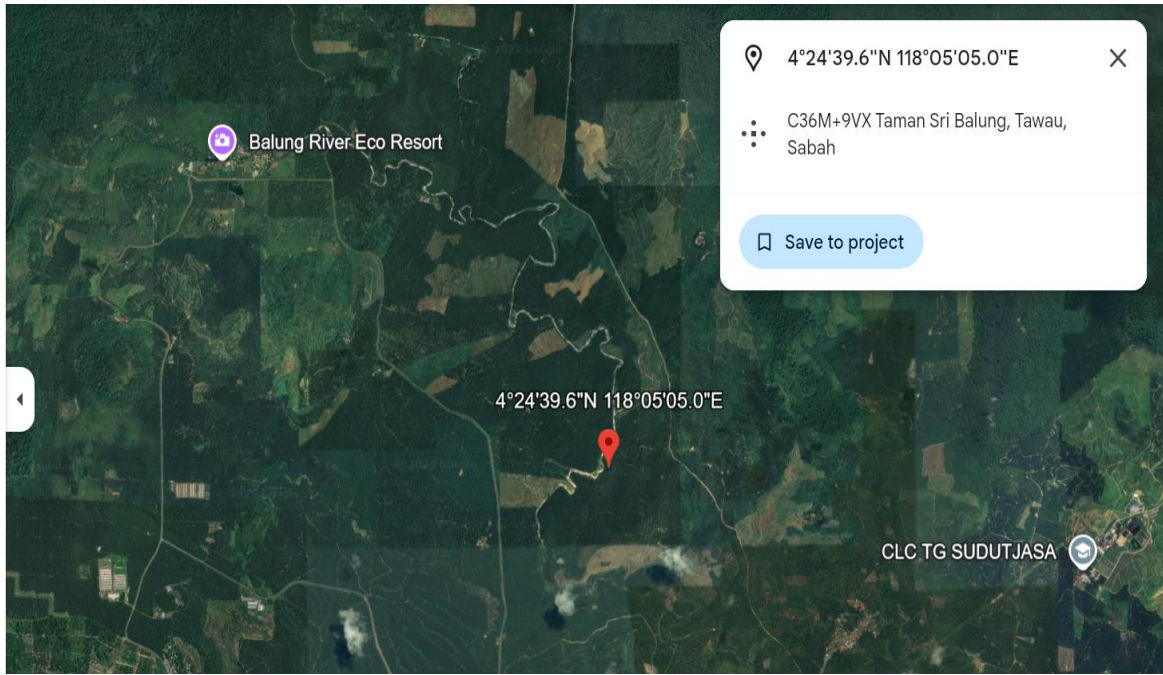 4°24'39.6"N 118°05'05.0"E
C36M+9VX Taman Sri Balung, Tawau,
Sabah
Save to project
Balung River Eco Resort
4°24'39.6"N 118°05'05.0"E
CLC TG SUDUTJASA